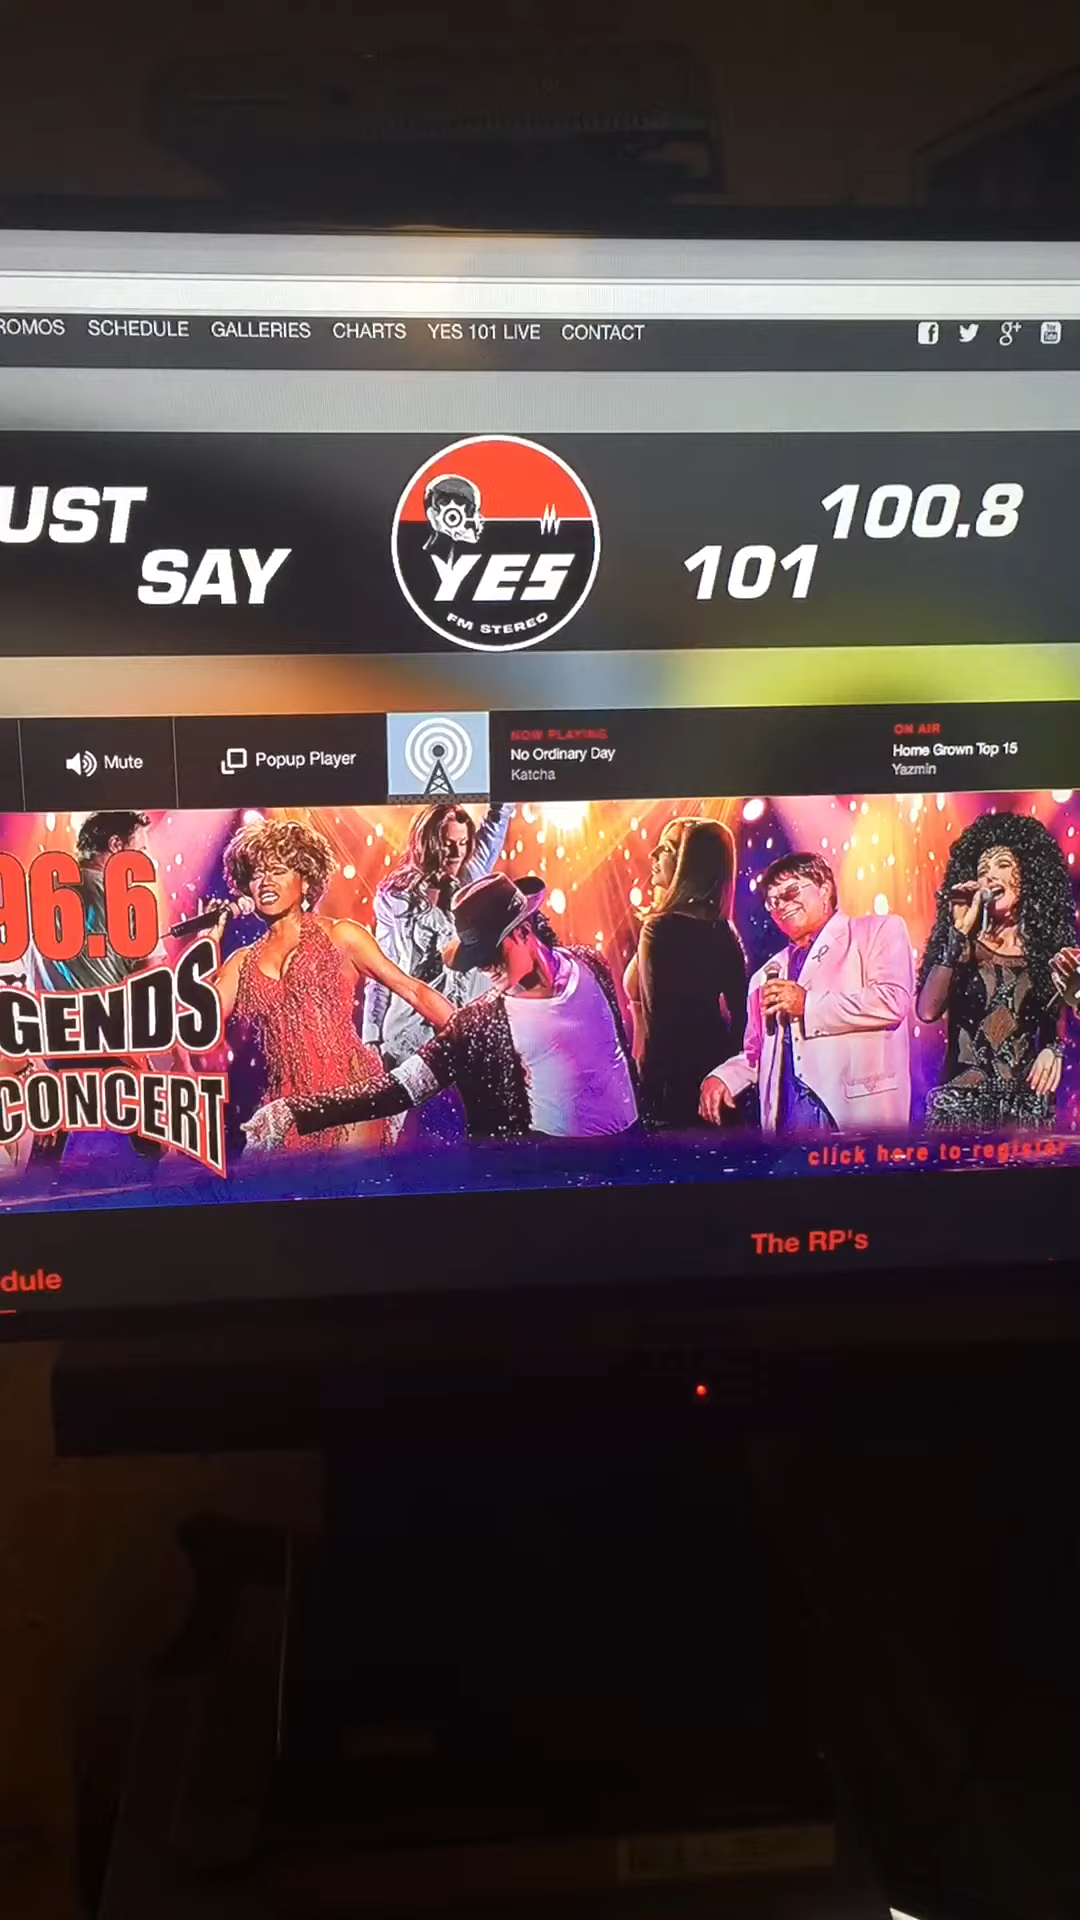 ROMOS SCHEDULE GALLERIES CHARTS YES 101 LIVE CONTACT
UST
SAY
YES
FM STEREO
100.8
101
Mute
Popup Player
NOW PLAYING
No Ordinary Day
Katcha
ON AIR
Home Grown Top 15
Yazmin
96.6
GENDS
CONCERT
click here to register
dule
The RP's